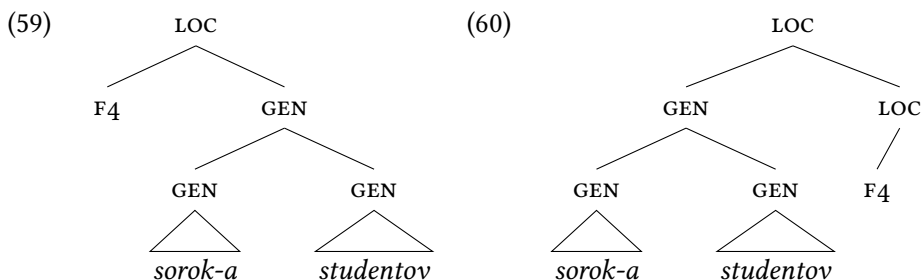 (59) LOC (60) LOC
F4 GEN GEN LOC
GEN GEN GEN GEN F4
sorok-a studentov sorok-a studentov